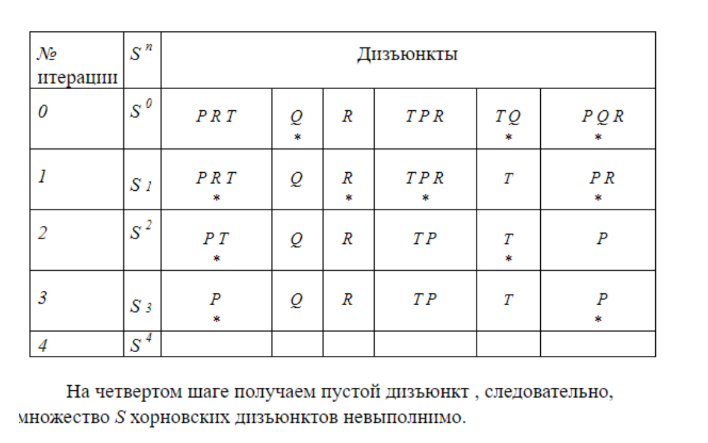 № итерации S n Дизъюнкты
0 S 0 P R T Q R T P R T Q P Q R
* * *
1 S 1 P R T Q R T P R T P R
* * * *
2 S 2 P T Q R T P T P
* *
3 S 3 P Q R T P T P
* *
4 S 4
На четвертом шаге получаем пустой дизъюнкт , следовательно,
множество S хорновских дизъюнктов невыполнимо.